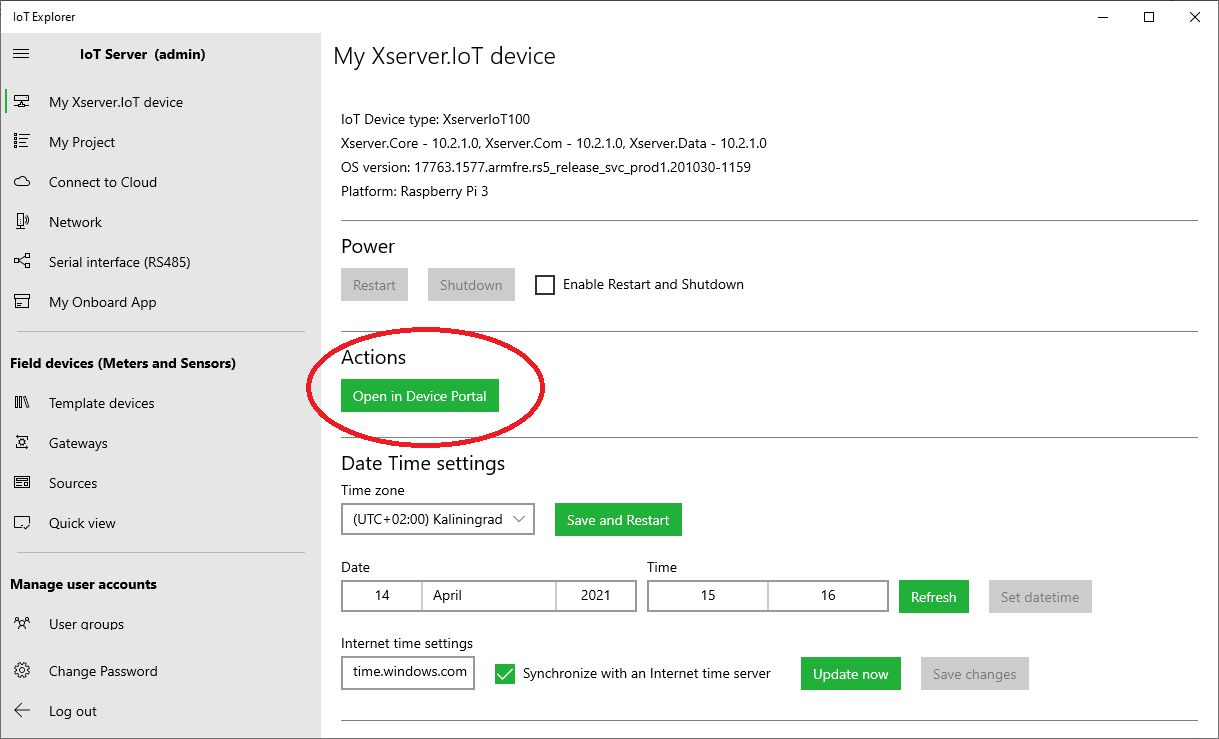 IoT Explorer
IoT Server (admin)
My Xserver.IoT device
My Project
Connect to Cloud
Network
Serial interface (RS485)
My Onboard App
Field devices (Meters and Sensors)
Template devices
Gateways
Sources
Quick view
Manage user accounts
User groups
Change Password
Log out
My Xserver.IoT device
IoT Device type: XserverIoT100
Xserver.Core - 10.2.1.0, Xserver.Com - 10.2.1.0, Xserver.Data - 10.2.1.0
OS version: 17763.1577.armfre.rs5_release_svc_prod1.201030-1159
Platform: Raspberry Pi 3
Power
Restart Shutdown Enable Restart and Shutdown
Actions
Open in Device Portal
Date Time settings
Time zone
(UTC+02:00) Kaliningrad Save and Restart
Date Time
14 April 2021 15 16 Refresh Set datetime
Internet time settings
time.windows.com Synchronize with an Internet time server Update now Save changes